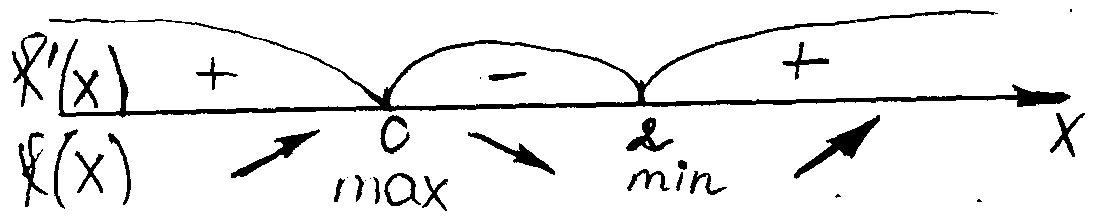 f'(x) + - +
0 2 x
f(x) ↗ max ↘ min ↗